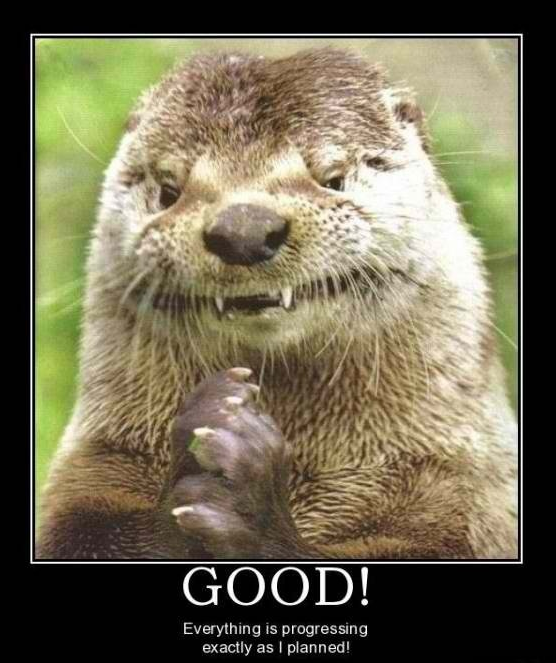 GOOD!
Everything is progressing
exactly as I planned!